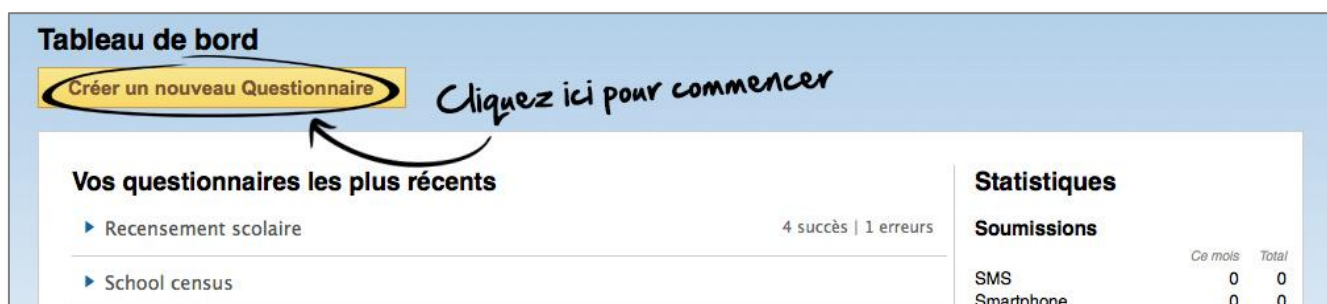 Tableau de bord
Créer un nouveau Questionnaire
Cliquez ici pour commencer
Vos questionnaires les plus récents
Recensement scolaire 4 succès | 1 erreurs
School census
Statistiques
Soumissions
Ce mois Total
SMS 0 0
Smartphone 0 0